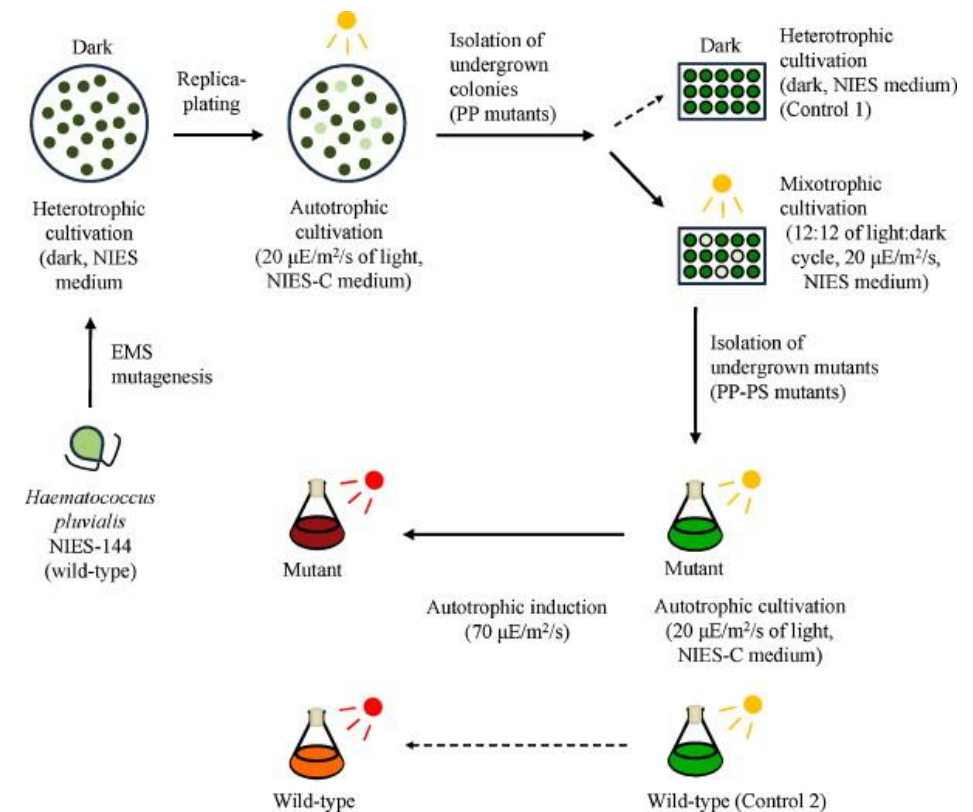 Dark
Heterotrophic
cultivation
(dark, NIES
medium
Replica-
plating
Autotrophic
cultivation
(20 μE/m²/s of light,
NIES-C medium)
Isolation of
undergrown
colonies
(PP mutants)
Dark
Heterotrophic
cultivation
(dark, NIES medium)
(Control 1)
Mixotrophic
cultivation
(12:12 of light:dark
cycle, 20 μE/m²/s,
NIES medium)
EMS
mutagenesis
Haematococcus
pluvialis
NIES-144
(wild-type)
Isolation of
undergrown mutants
(PP-PS mutants)
Mutant
Autotrophic cultivation
(20 μE/m²/s of light,
NIES-C medium)
Autotrophic induction
(70 μE/m²/s)
Mutant
Wild-type (Control 2)
Wild-type